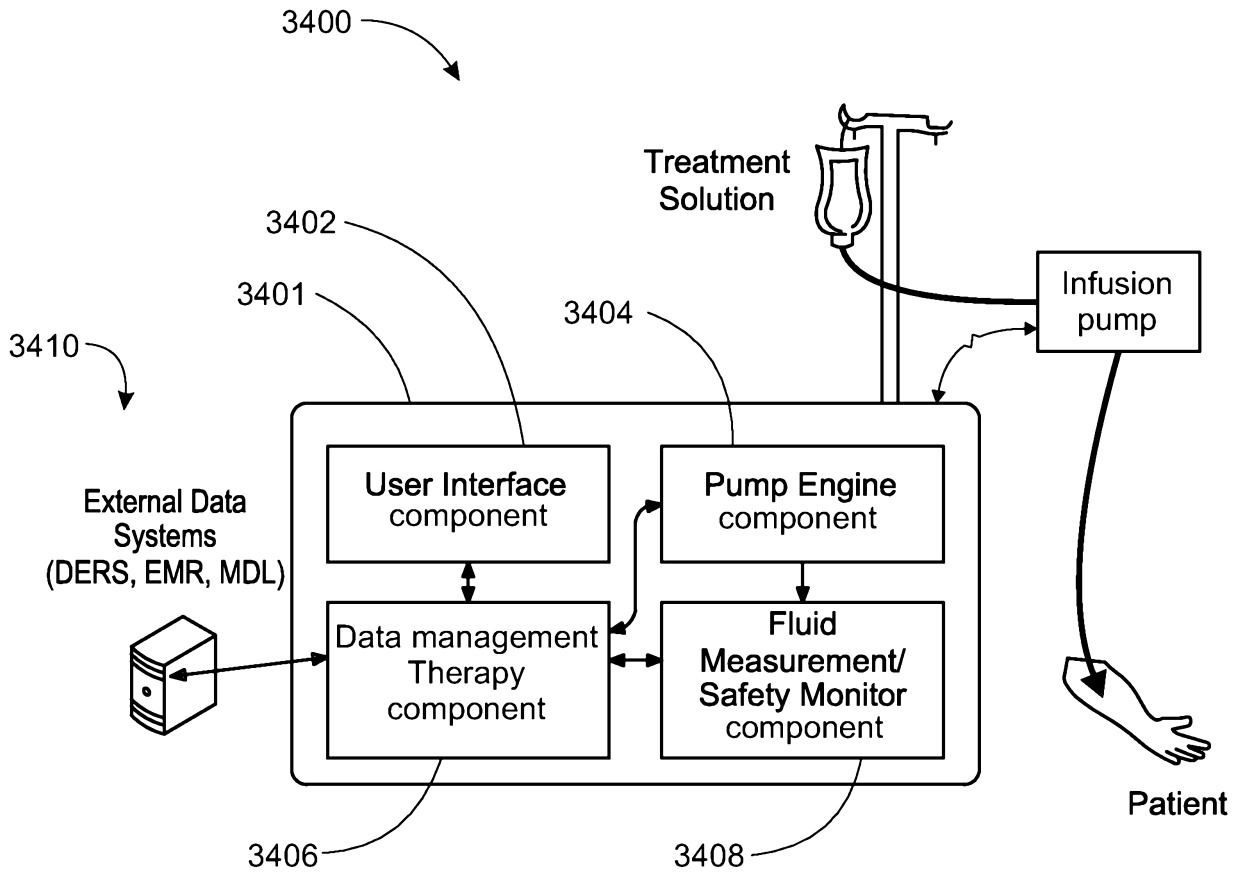 3400
Treatment
Solution
3402
3401
3404
Infusion
pump
3410
User Interface
component
Pump Engine
component
External Data
Systems
(DERS, EMR, MDL)
Data management
Therapy
component
Fluid
Measurement/
Safety Monitor
component
Patient
3406
3408